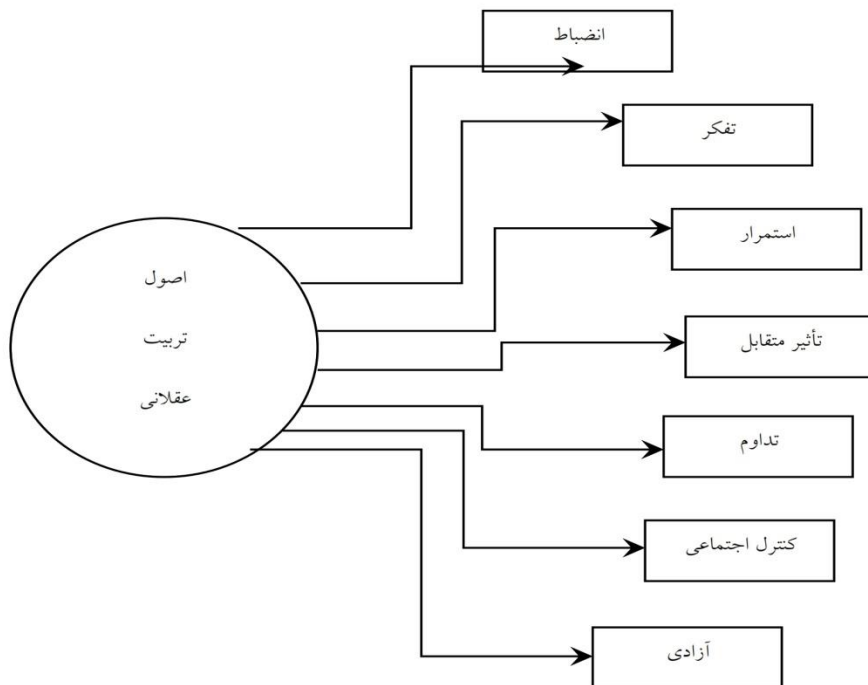 انضباط
تفکر
استمرار
تأثیر متقابل
تداوم
کنترل اجتماعی
آزادی
اصول
تربیت
عقلانی